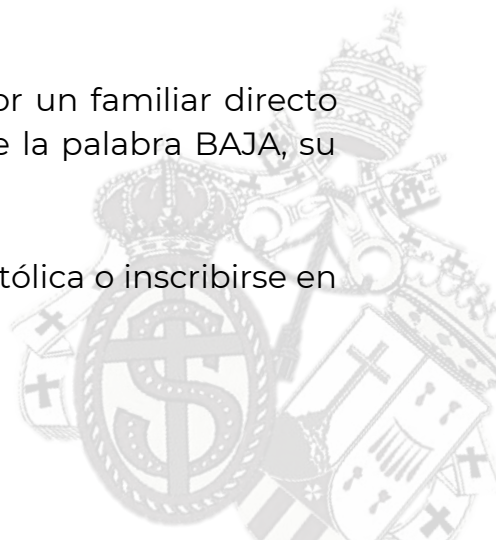 or un familiar directo
e la palabra BAJA, su
tólica o inscribirse en